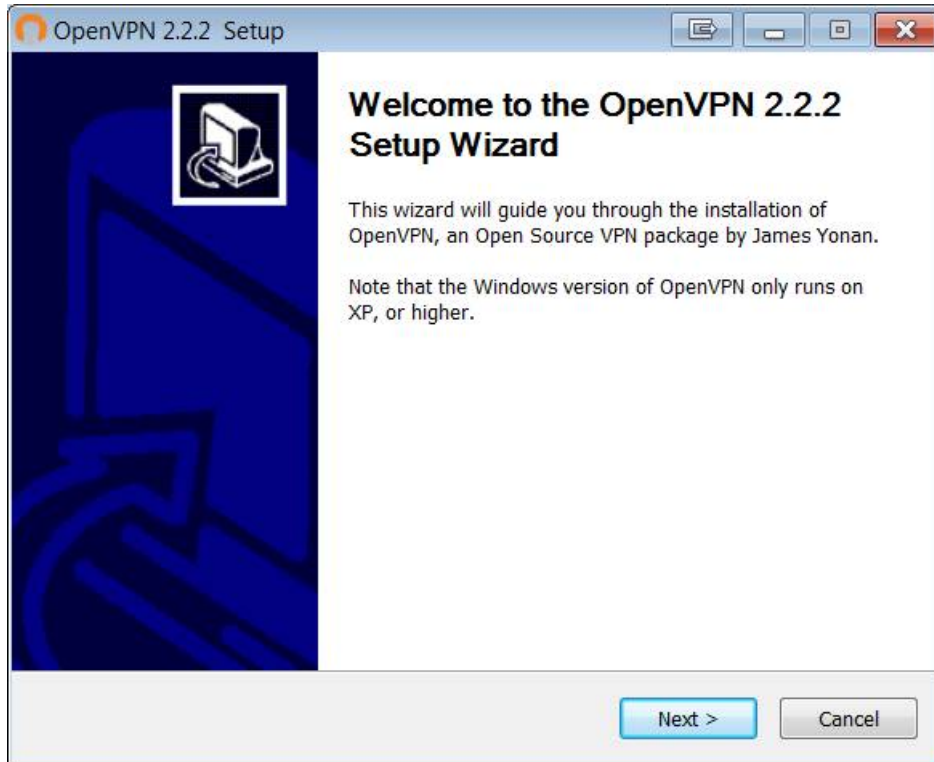 OpenVPN 2.2.2 Setup
Welcome to the OpenVPN 2.2.2
Setup Wizard
This wizard will guide you through the installation of
OpenVPN, an Open Source VPN package by James Yonan.
Note that the Windows version of OpenVPN only runs on
XP, or higher.
Next >
Cancel